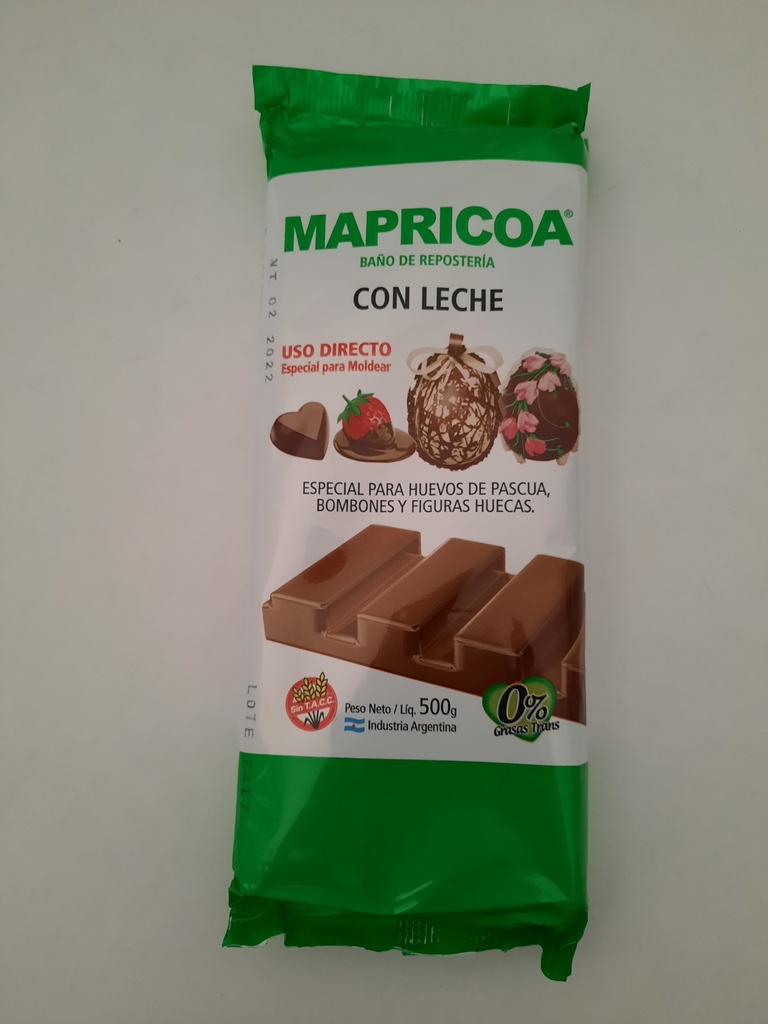 MAPRICOA®
BAÑO DE REPOSTERÍA
CON LECHE
NT 02 2022
USO DIRECTO
Especial para Moldear
ESPECIAL PARA HUEVOS DE PASCUA,
BOMBONES Y FIGURAS HUECAS.
Sin T.A.C.C.
Peso Neto / Líq. 500g
Industria Argentina
0%
Grasas Trans
LOTE